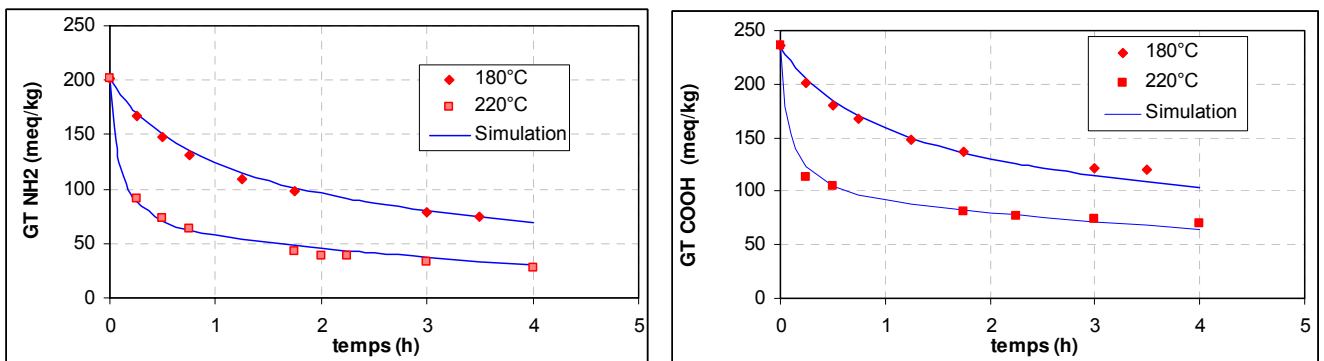 250
200
150
100
50
0
GT NH2 (meq/kg)
180°C
220°C
Simulation
0 1 2 3 4 5
temps (h)
250
200
150
100
50
0
GT COOH (meq/kg)
180°C
220°C
Simulation
0 1 2 3 4 5
temps (h)